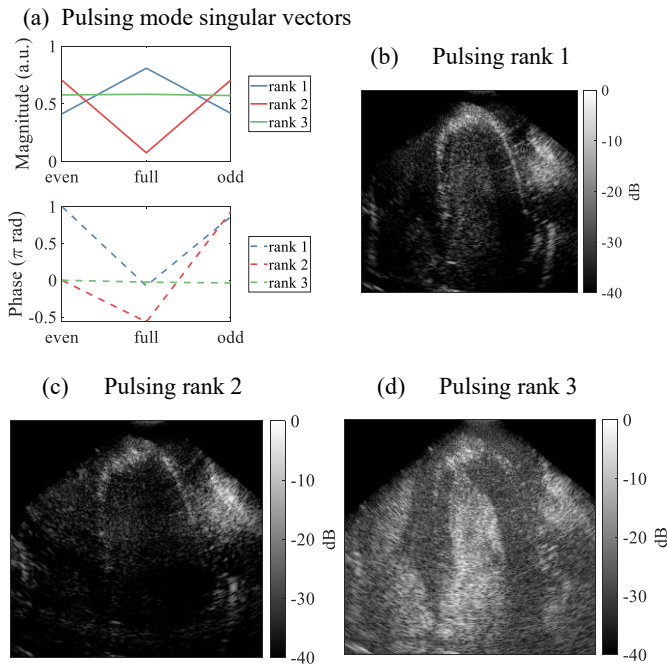 (a) Pulsing mode singular vectors
Magnitude (a.u.)
1
0.5
0
even full odd
rank 1
rank 2
rank 3
Phase (π rad)
1
0.5
0
-0.5
even full odd
rank 1
rank 2
rank 3
(b) Pulsing rank 1
0
-10
-20
-30
-40
dB
(c) Pulsing rank 2
0
-10
-20
-30
-40
dB
(d) Pulsing rank 3
0
-10
-20
-30
-40
dB